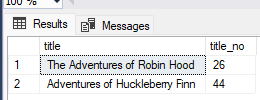 100 %
Results Messages
title title_no
1 The Adventures of Robin Hood 26
2 Adventures of Huckleberry Finn 44